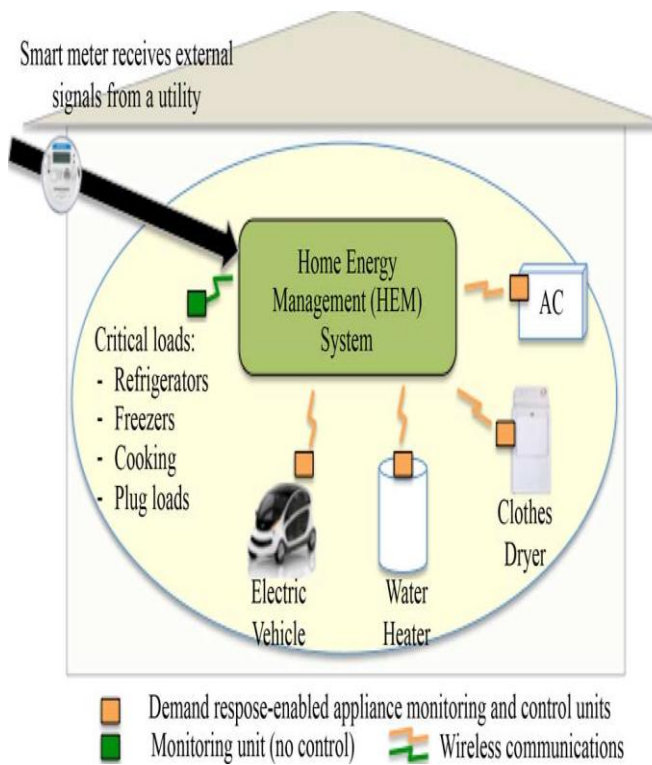 Smart meter receives external
signals from a utility
Home Energy
Management (HEM)
System
AC
Critical loads:
- Refrigerators
- Freezers
- Cooking
- Plug loads
Clothes
Dryer
Electric
Vehicle
Water
Heater
Demand respose-enabled appliance monitoring and control units
Monitoring unit (no control)
Wireless communications